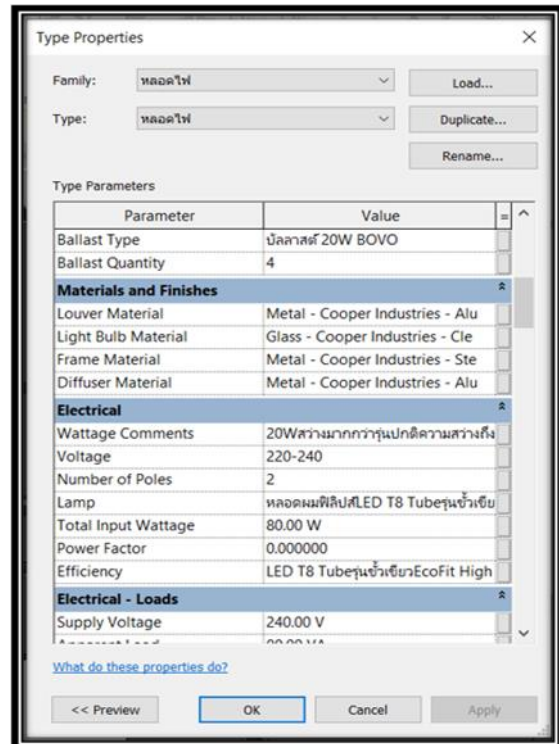 Type Properties
Family: หลอดไฟ Load...
Type: หลอดไฟ Duplicate...
Rename...
Type Parameters
Parameter Value =
Ballast Type บัลลาสต์ 20W BOVO
Ballast Quantity 4
Materials and Finishes
Louver Material Metal - Cooper Industries - Alu
Light Bulb Material Glass - Cooper Industries - Cle
Frame Material Metal - Cooper Industries - Ste
Diffuser Material Metal - Cooper Industries - Alu
Electrical
Wattage Comments 20Wสว่างมากกว่ารุ่นปกติความสว่างถึง
Voltage 220-240
Number of Poles 2
Lamp หลอดผมฟิลิปส์LED T8 Tubeรุ่นขั้วเขีย
Total Input Wattage 80.00 W
Power Factor 0.000000
Efficiency LED T8 Tubeรุ่นขั้วเขียวEcoFit High
Electrical - Loads
Supply Voltage 240.00 V
What do these properties do?
<< Preview OK Cancel Apply